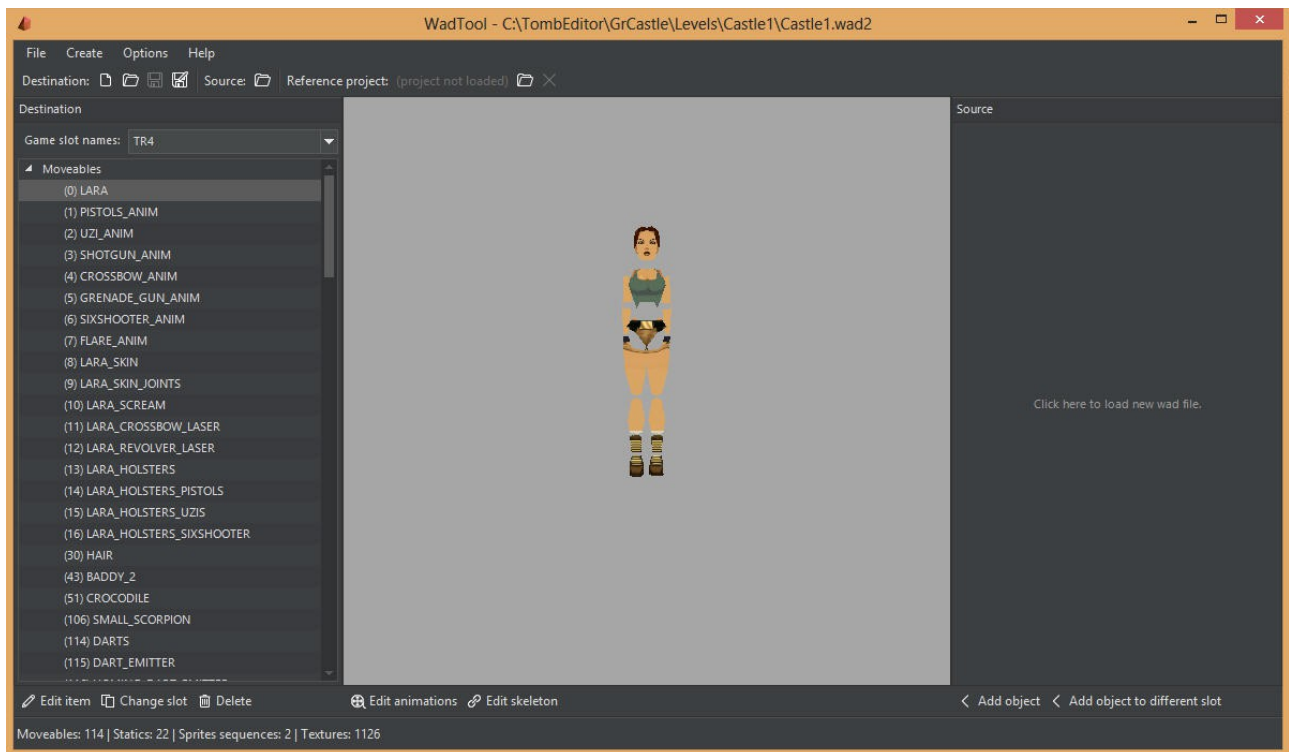 WadTool - C:\TombEditor\GrCastle\Levels\Castle1\Castle1.wad2
File Create Options Help
Destination: Source: Reference project: (project not loaded)
Destination
Source
Game slot names: TR4
Moveables
(0) LARA
(1) PISTOLS_ANIM
(2) UZI_ANIM
(3) SHOTGUN_ANIM
(4) CROSSBOW_ANIM
(5) GRENADE_GUN_ANIM
(6) SIXSHOOTER_ANIM
(7) FLARE_ANIM
(8) LARA_SKIN
(9) LARA_SKIN_JOINTS
(10) LARA_SCREAM
(11) LARA_CROSSBOW_LASER
(12) LARA_REVOLVER_LASER
(13) LARA_HOLSTERS
(14) LARA_HOLSTERS_PISTOLS
(15) LARA_HOLSTERS_UZIS
(16) LARA_HOLSTERS_SIXSHOOTER
(30) HAIR
(43) BADDY_2
(51) CROCODILE
(106) SMALL_SCORPION
(114) DARTS
(115) DART_EMITTER
Click here to load new wad file.
Edit item Change slot Delete
Edit animations Edit skeleton
Add object Add object to different slot
Moveables: 114 | Statics: 22 | Sprites sequences: 2 | Textures: 1126